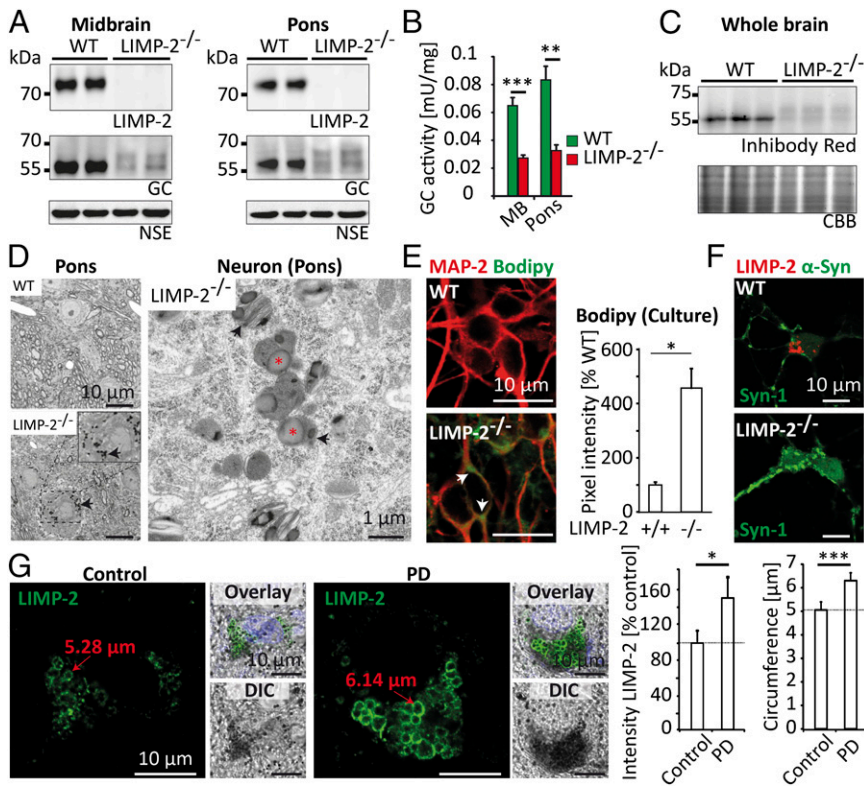 A
Midbrain
WT LIMP-2-/-
kDa
70
LIMP-2
70
55
GC
NSE
Pons
WT LIMP-2-/-
kDa
70
LIMP-2
70
55
GC
NSE
B
GC activity [mU/mg]
0.1
0.08
0.06
0.04
0.02
0
***
**
MB
Pons
WT
LIMP-2-/-
C
Whole brain
WT LIMP-2-/-
kDa
75
55
Inhibody Red
CBB
D
Pons
WT
10 μm
LIMP-2-/-
Neuron (Pons)
LIMP-2-/-
*
*
1 μm
E
MAP-2 Bodipy
WT
10 μm
LIMP-2-/-
Bodipy (Culture)
Pixel intensity [% WT]
600
400
200
0
*
LIMP-2 +/+ -/-
F
LIMP-2 α-Syn
WT
Syn-1 10 μm
LIMP-2-/-
Syn-1
G
Control
LIMP-2
5.28 μm
10 μm
Overlay
10 μm
DIC
PD
LIMP-2
6.14 μm
Overlay
10 μm
DIC
Intensity LIMP-2 [% control]
160
120
80
40
0
*
Control
PD
Circumference [μm]
7
6
5
4
3
2
1
0
***
Control
PD